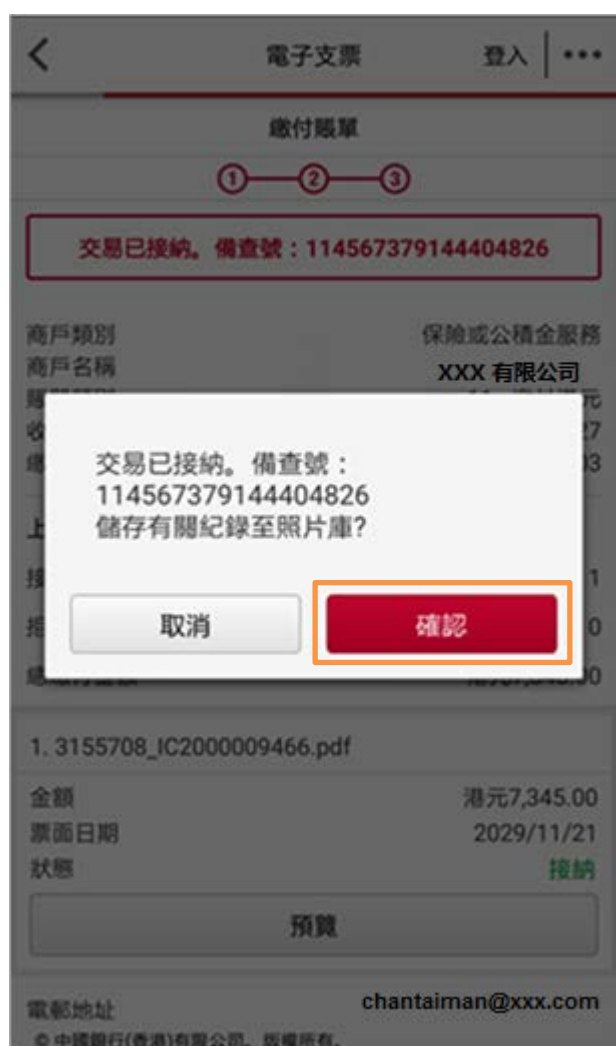 電子支票
登入
•••
繳付賬單
1 2 3
交易已接納。備查號：114567379144404826
商戶類別 保險或公積金服務
商戶名稱 XXX 有限公司
交易已接納。備查號：
114567379144404826
儲存有關紀錄至照片庫?
取消 確認
1. 3155708_IC2000009466.pdf
金額 港元7,345.00
票面日期 2029/11/21
狀態 接納
預覽
電郵地址 chantaiman@xxx.com
© 中國銀行(香港)有限公司。版權所有。